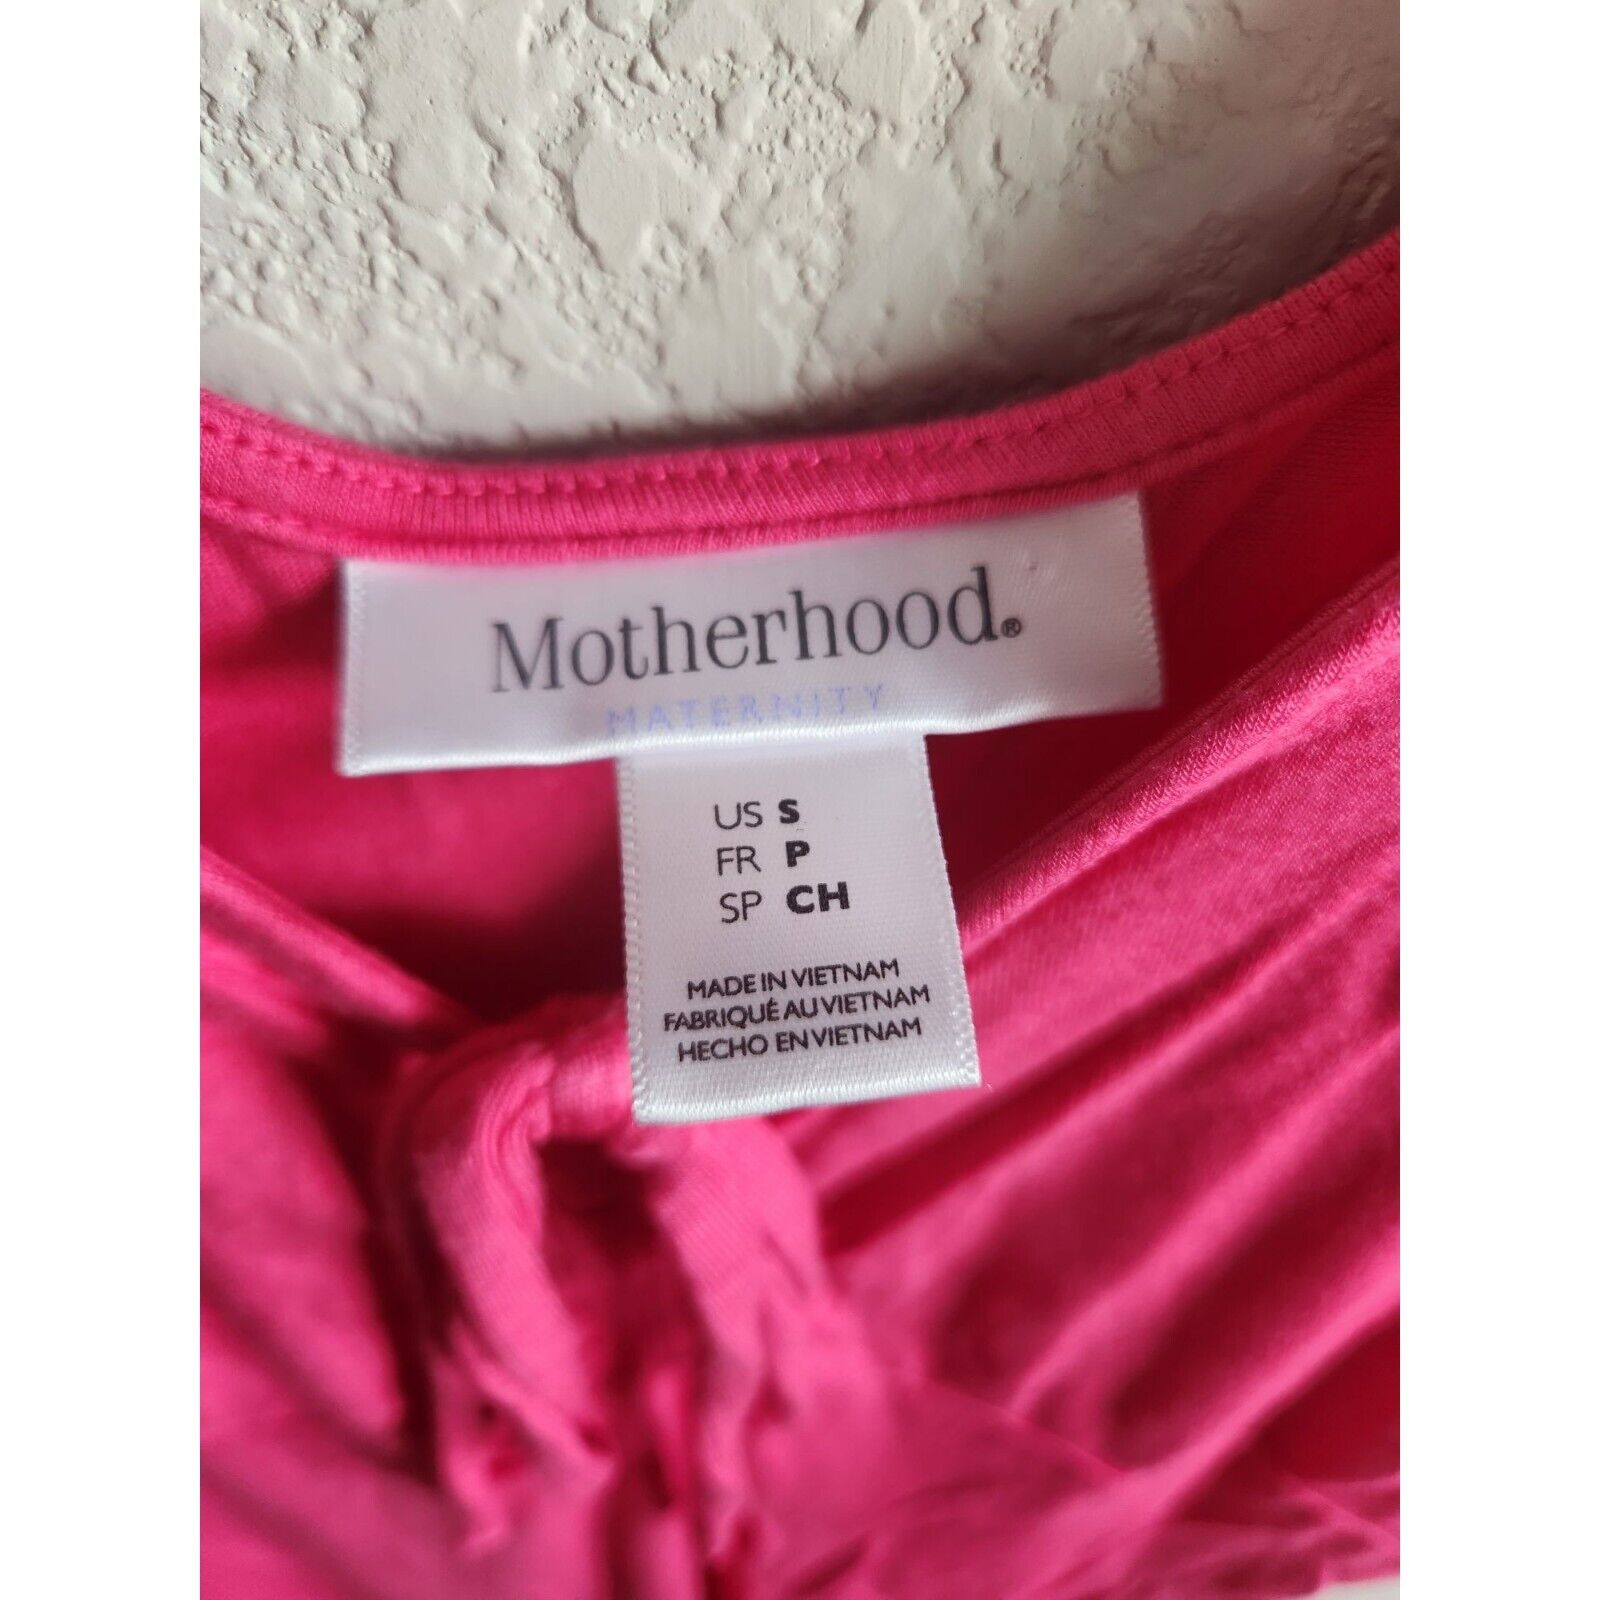 Motherhood®
MATERNITY
US S
FR P
SP CH
MADE IN VIETNAM
FABRIQUÉ AU VIETNAM
HECHO EN VIETNAM